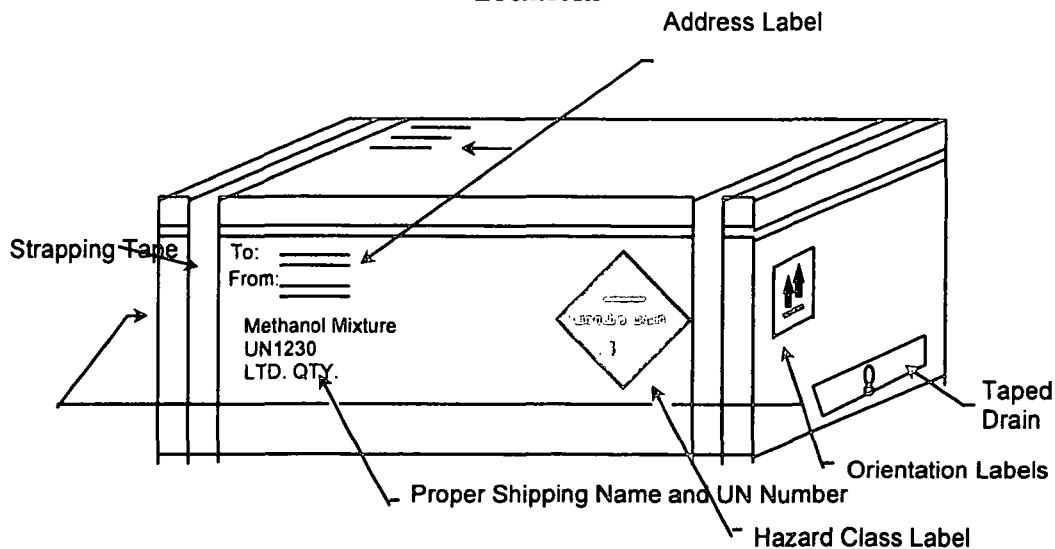 Address Label
Strapping Tape
To:
From:
Methanol Mixture
UN1230
LTD. QTY.
Taped
Drain
Orientation Labels
Proper Shipping Name and UN Number
Hazard Class Label